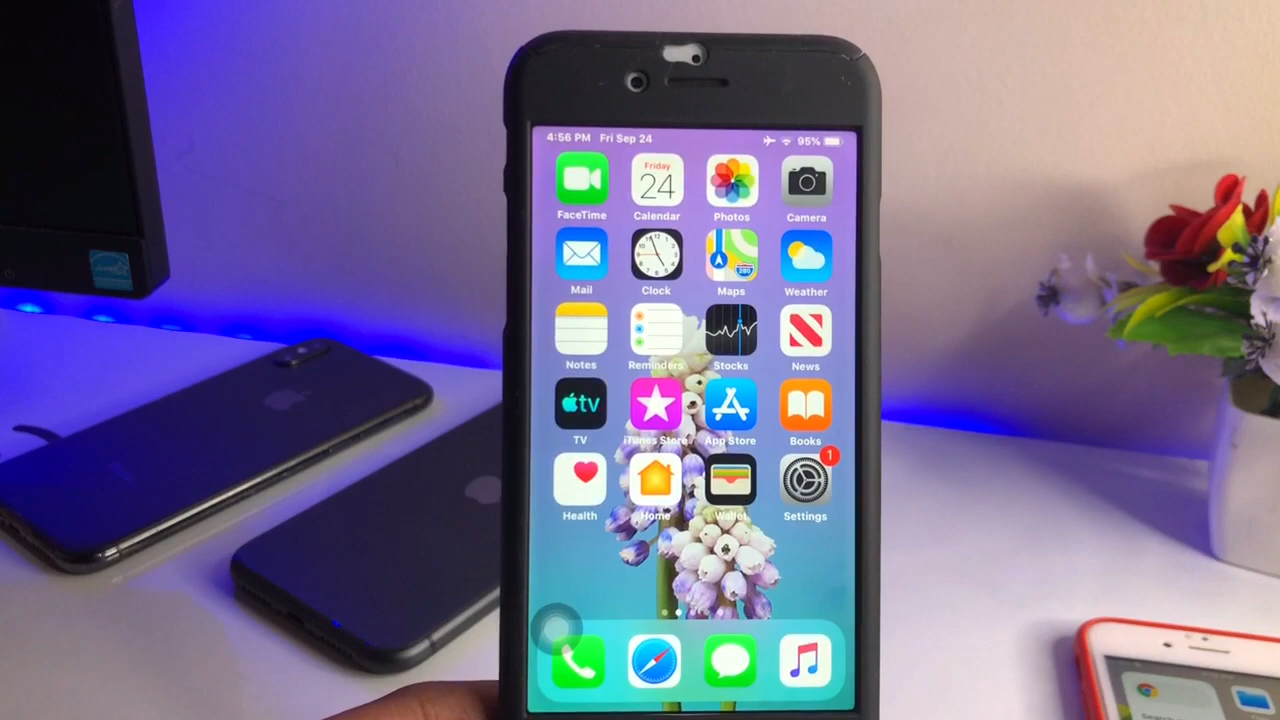 4:56 PM Fri Sep 24 95%
Friday
24
FaceTime Calendar Photos Camera
280
Mail Clock Maps Weather
Notes Reminders Stocks News
tv
TV iTunes Store App Store Books
1
Health Home Wallet Settings